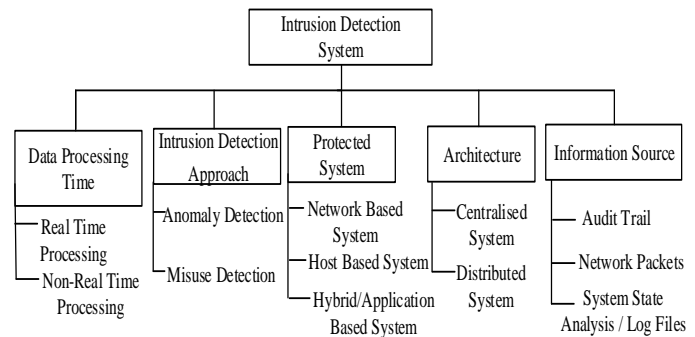 Intrusion Detection
System
Data Processing
Time
Real Time
Processing
Non-Real Time
Processing
Intrusion Detection
Approach
Anomaly Detection
Misuse Detection
Protected
System
Network Based
System
Host Based System
Hybrid/Application
Based System
Architecture
Centralised
System
Distributed
System
Information Source
Audit Trail
Network Packets
System State
Analysis / Log Files